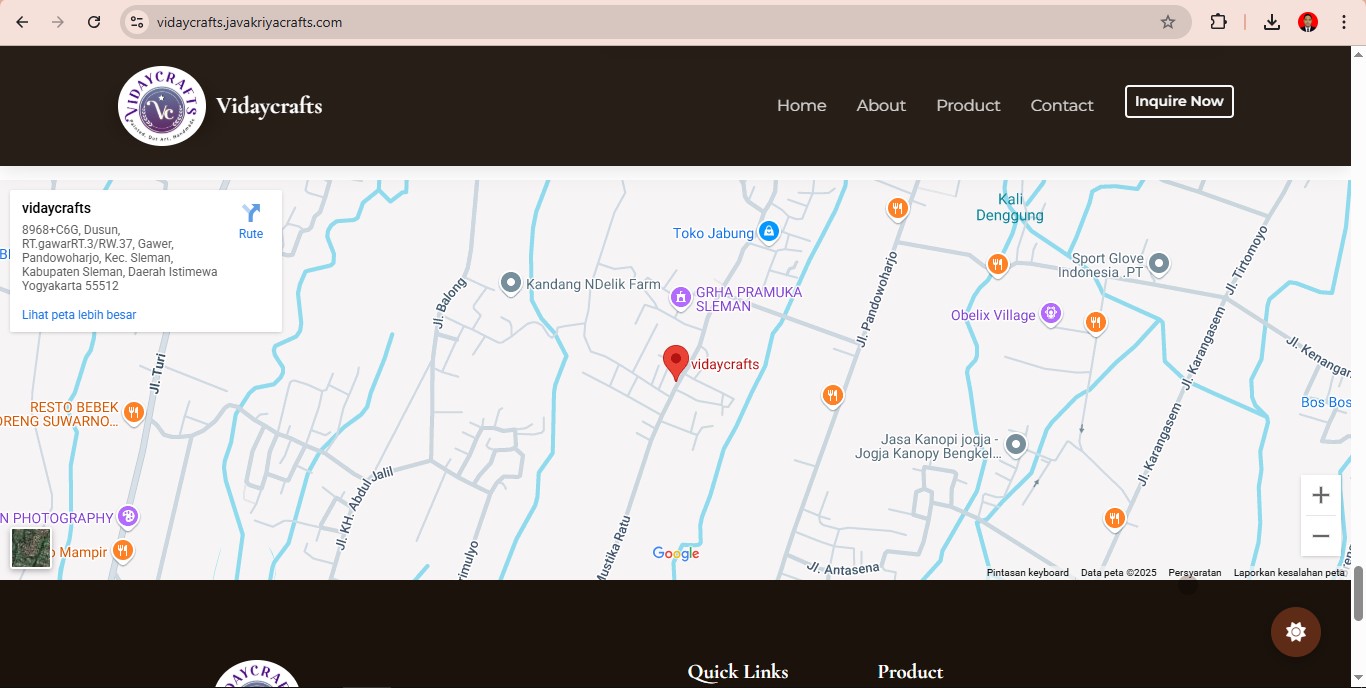 vidaycrafts.javakriyacrafts.com
VIDAYCRAFTS
Vc
Vidaycrafts
Home
About
Product
Contact
Inquire Now
vidaycrafts
8968+C6G, Dusun,
RT.gawarRT.3/RW.37, Gawer,
Pandowoharjo, Kec. Sleman,
Kabupaten Sleman, Daerah Istimewa
Yogyakarta 55512
Rute
Lihat peta lebih besar
Kali
Denggung
Toko Jabung
Sport Glove
Indonesia .PT
Jl. Tirtomoyo
Kandang NDelik Farm
GRHA PRAMUKA
SLEMAN
Jl. Balong
Jl. Pandowoharjo
Obelix Village
Jl. Karangasem
Jl. Kenangan
vidaycrafts
Jl. Turi
RESTO BEBEK
ORENG SUWARNO...
Bos Bos
Jasa Kanopi jogja -
Jogja Kanopy Bengkel...
Jl. Karangasem
Jl. KH. Abdul Jalil
N PHOTOGRAPHY
Mampir
rimulyo
Mustika Ratu
Google
Jl. Antasena
Pintasan keyboard
Data peta ©2025
Persyaratan
Laporkan kesalahan peta
VIDAYCRAFTS
Quick Links
Product